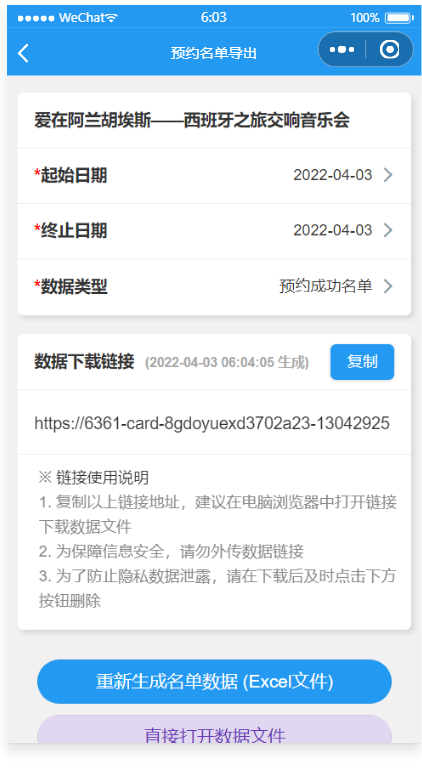 WeChat 6:03 100%
预约名单导出
爱在阿兰胡埃斯——西班牙之旅交响音乐会
*起始日期 2022-04-03
*终止日期 2022-04-03
*数据类型 预约成功名单
数据下载链接 (2022-04-03 06:04:05 生成) 复制
https://6361-card-8gdoyuexd3702a23-13042925
※ 链接使用说明
1. 复制以上链接地址，建议在电脑浏览器中打开链接
下载数据文件
2. 为保障信息安全，请勿外传数据链接
3. 为了防止隐私数据泄露，请在下载后及时点击下方
按钮删除
重新生成名单数据 (Excel文件)
直接打开数据文件